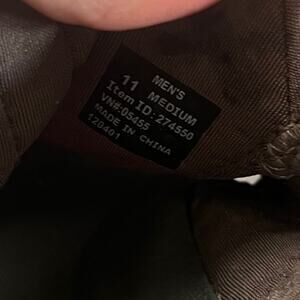 MEN'S
11 MEDIUM
Item ID: 274550
VN#:05455
MADE IN CHINA
120401